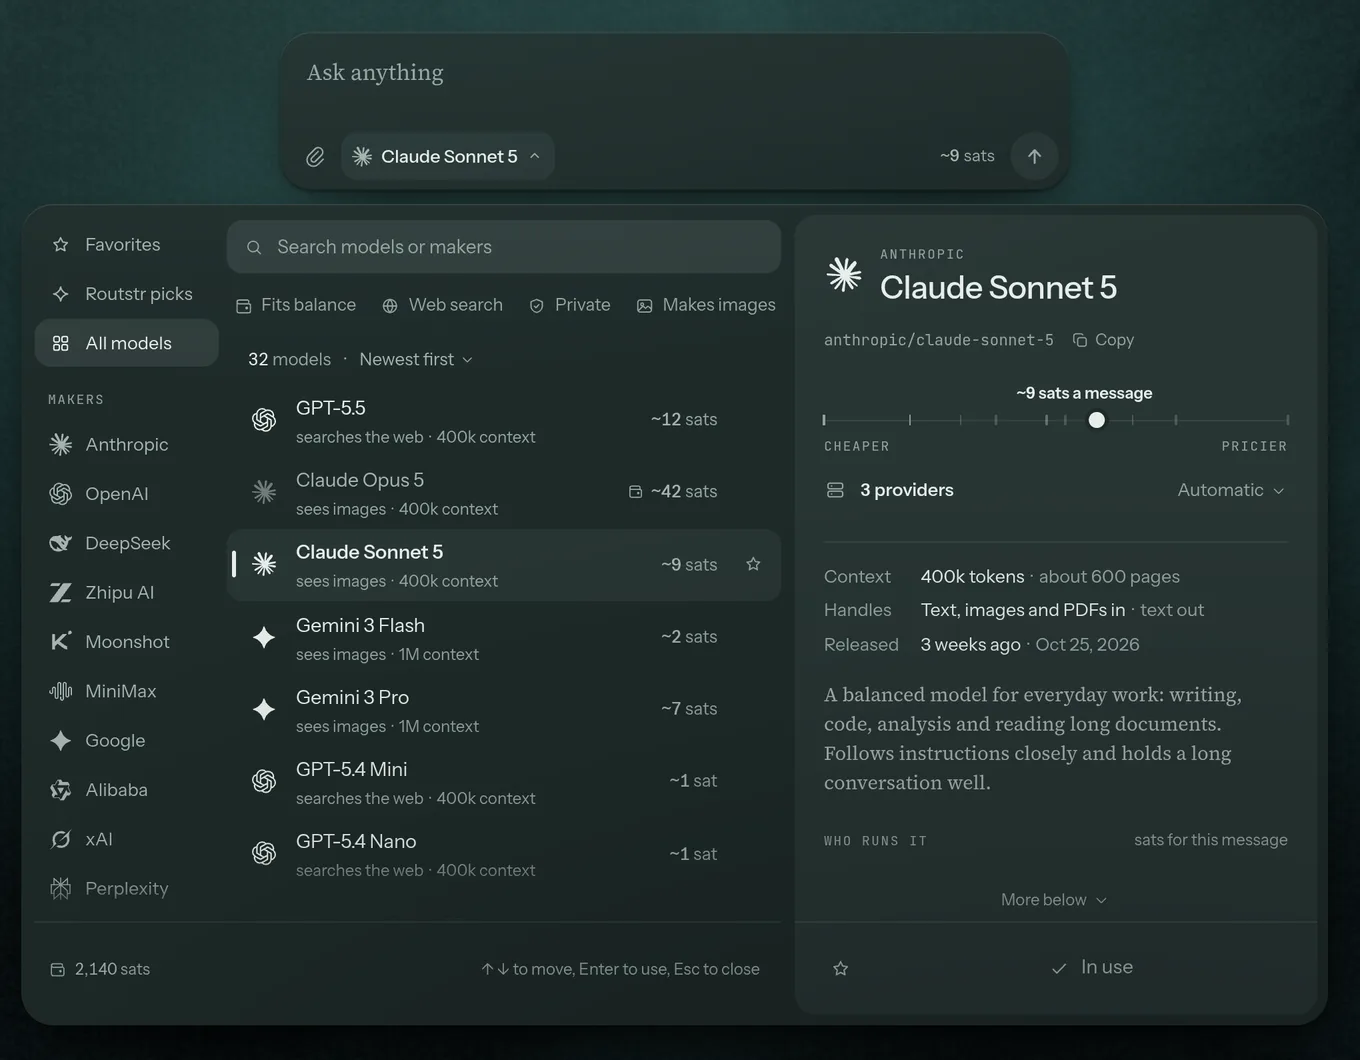 Ask anything
Claude Sonnet 5
~9 sats
Favorites
Routstr picks
All models
MAKERS
Anthropic
OpenAI
DeepSeek
Zhipu AI
Moonshot
MiniMax
Google
Alibaba
xAI
Perplexity
2,140 sats
Search models or makers
Fits balance
Web search
Private
Makes images
32 models · Newest first
GPT-5.5
searches the web · 400k context
~12 sats
Claude Opus 5
sees images · 400k context
~42 sats
Claude Sonnet 5
sees images · 400k context
~9 sats
Gemini 3 Flash
sees images · 1M context
~2 sats
Gemini 3 Pro
sees images · 1M context
~7 sats
GPT-5.4 Mini
searches the web · 400k context
~1 sat
GPT-5.4 Nano
searches the web · 400k context
~1 sat
↑↓ to move, Enter to use, Esc to close
ANTHROPIC
Claude Sonnet 5
anthropic/claude-sonnet-5
Copy
~9 sats a message
CHEAPER
PRICIER
3 providers
Automatic
Context 400k tokens · about 600 pages
Handles Text, images and PDFs in · text out
Released 3 weeks ago · Oct 25, 2026
A balanced model for everyday work: writing,
code, analysis and reading long documents.
Follows instructions closely and holds a long
conversation well.
WHO RUNS IT
sats for this message
More below
In use